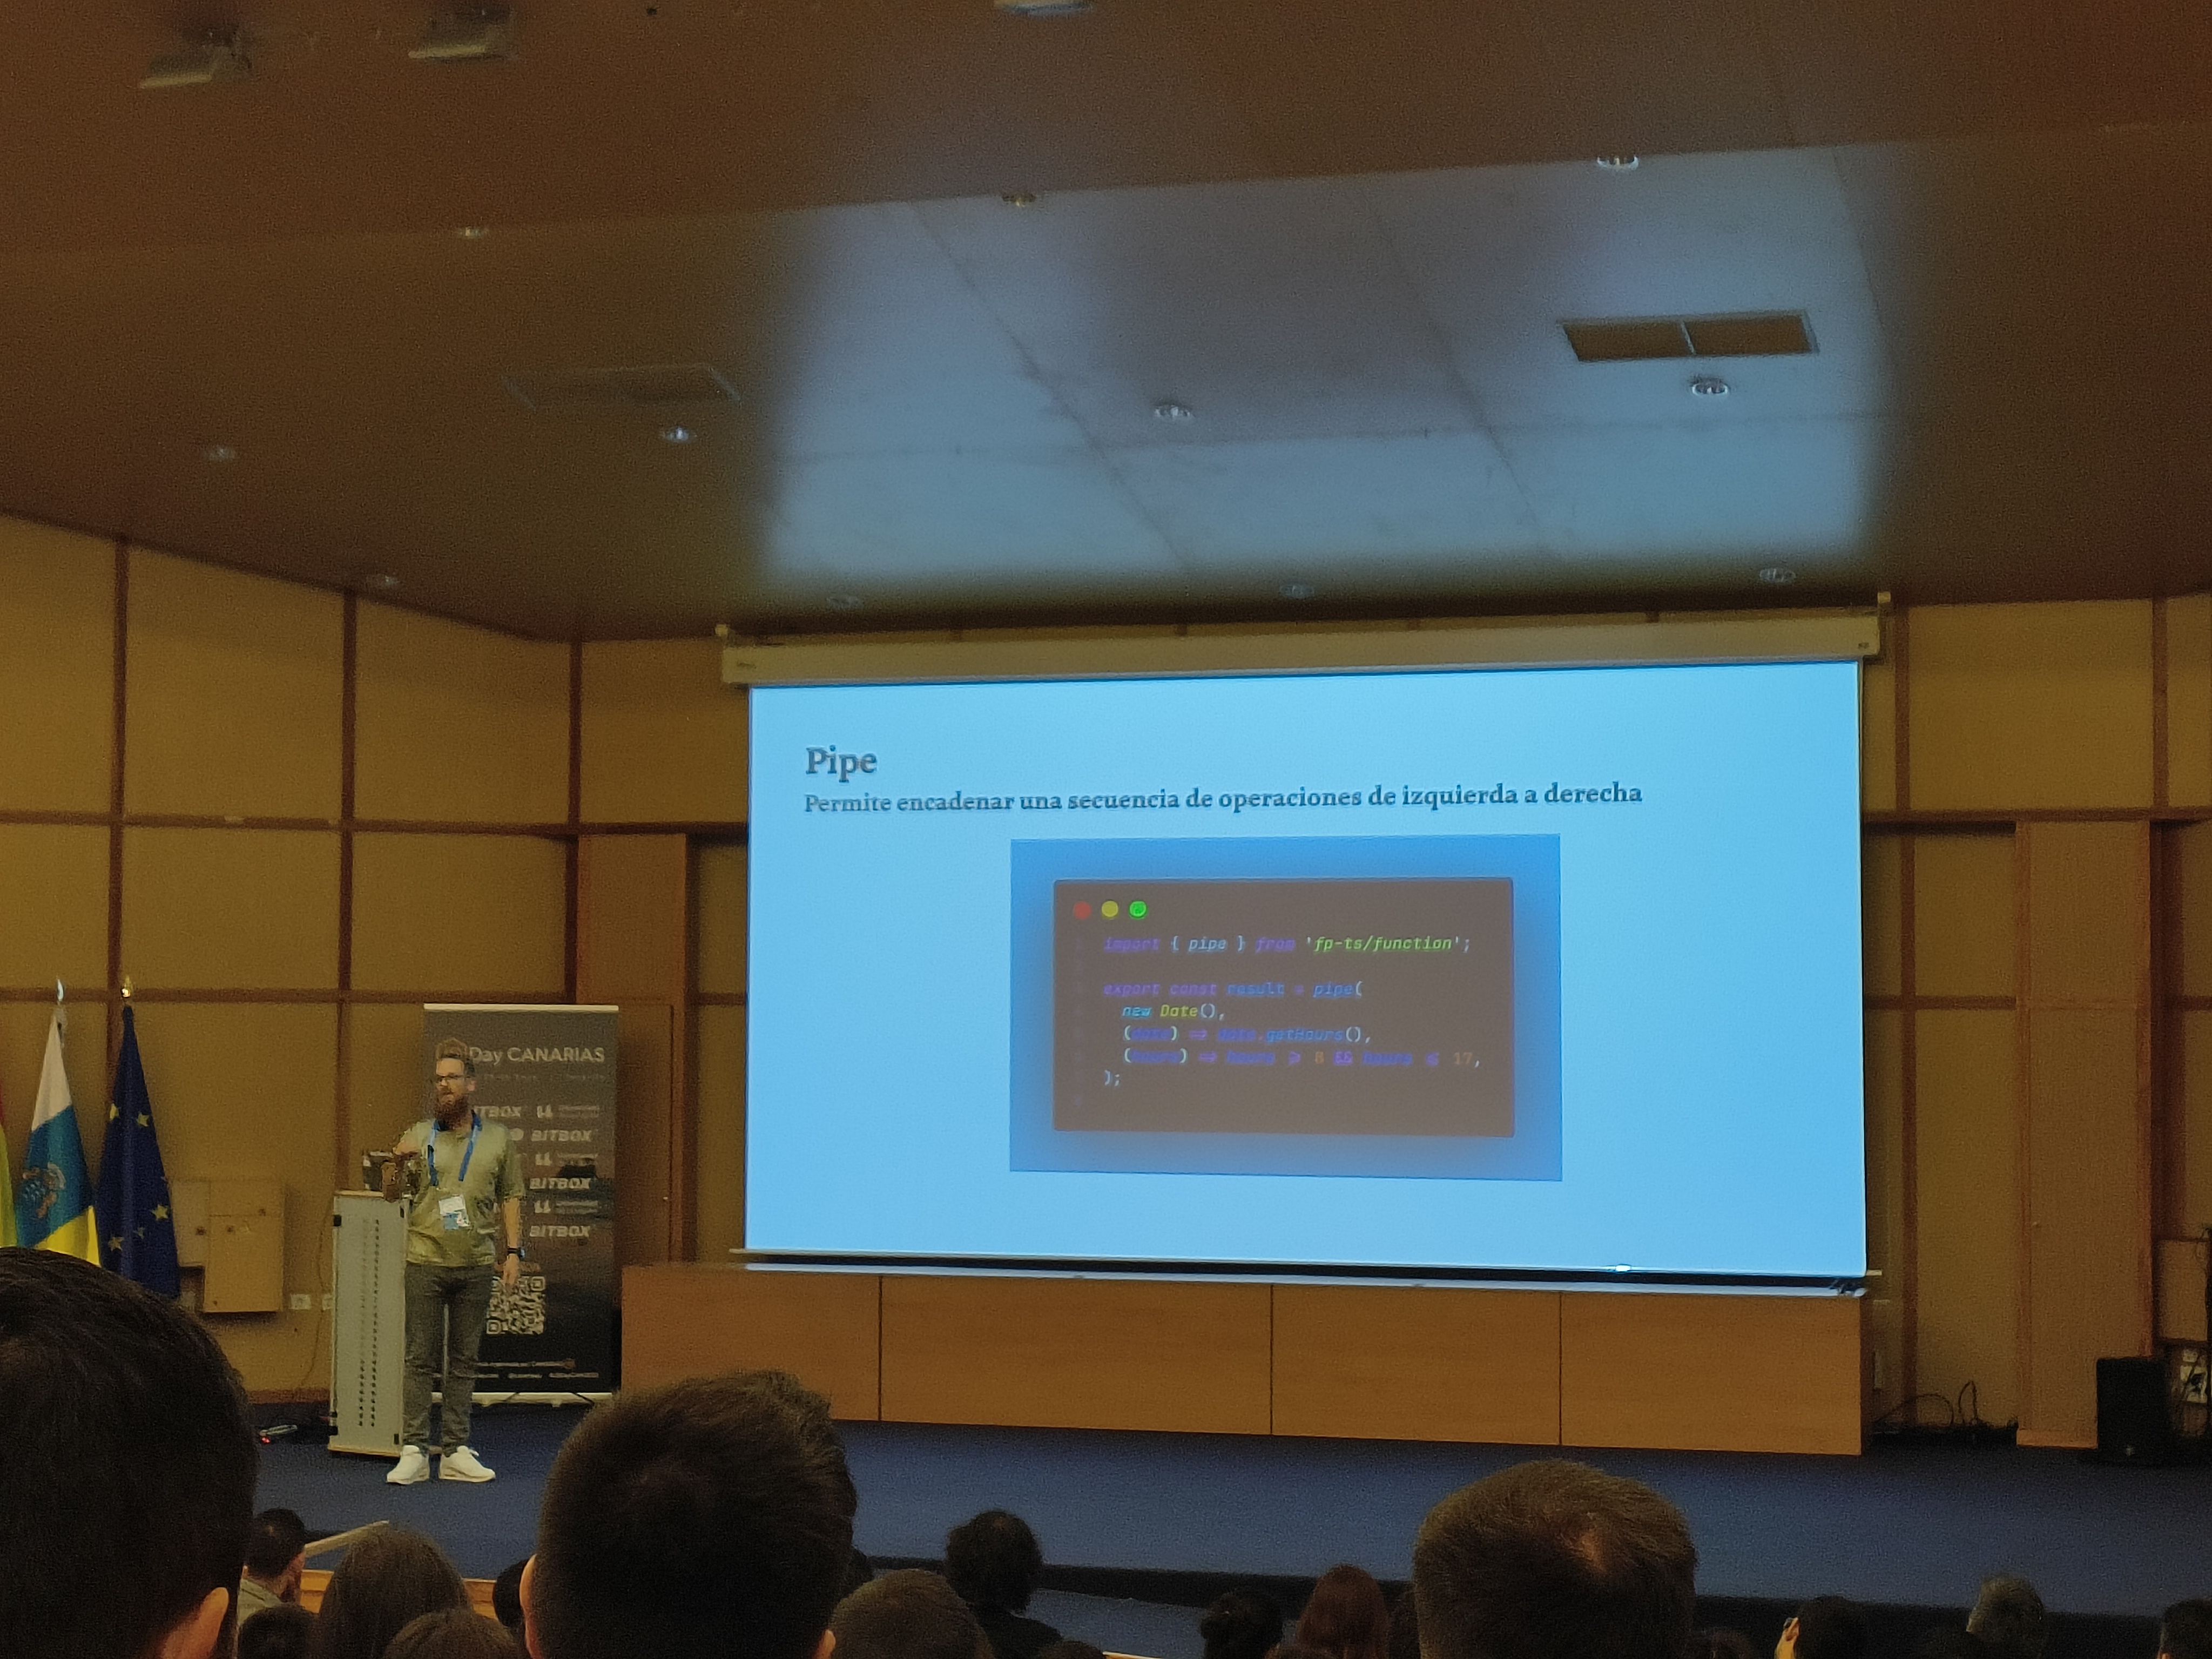 Pipe
Permite encadenar una secuencia de operaciones de izquierda a derecha
import { pipe } from 'fp-ts/function';
export const result = pipe(
new Date(),
(date) => date.getHours(),
(hours) => hours >= 8 && hours <= 17,
);
Day CANARIAS
BITBOX
BITBOX
BITBOX